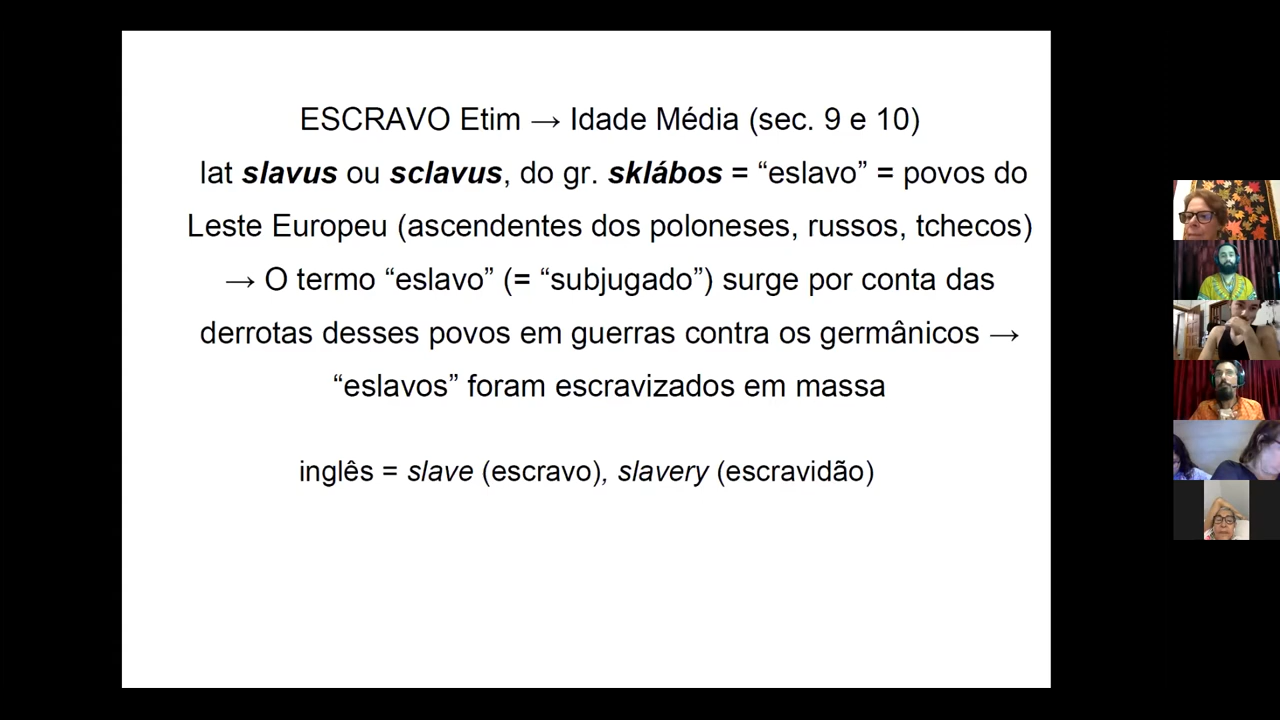 ESCRAVO Etim → Idade Média (sec. 9 e 10)
lat slavus ou sclavus, do gr. sklábos = “eslavo” = povos do
Leste Europeu (ascendentes dos poloneses, russos, tchecos)
→ O termo “eslavo” (= “subjugado”) surge por conta das
derrotas desses povos em guerras contra os germânicos →
“eslavos” foram escravizados em massa
inglês = slave (escravo), slavery (escravidão)